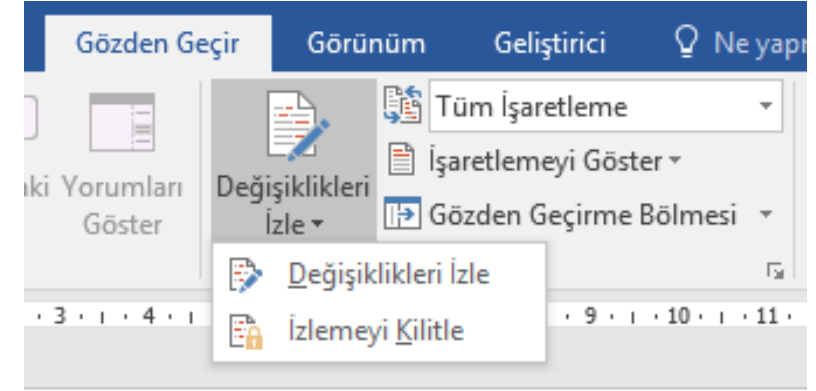 Gözden Geçir Görünüm Geliştirici Ne yapı
Tüm İşaretleme
İşaretlemeyi Göster
Gözden Geçirme Bölmesi
Yorumları
Göster
Değişiklikleri
İzle
Değişiklikleri İzle
İzlemeyi Kilitle
3 4 9 10 11